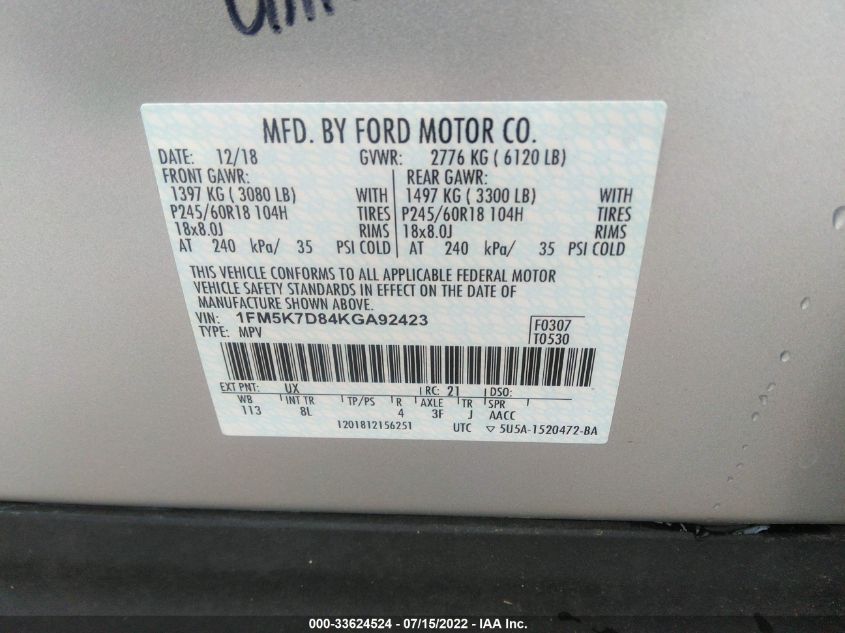 MFD. BY FORD MOTOR CO.
DATE: 12/18 GVWR: 2776 KG ( 6120 LB)
FRONT GAWR: REAR GAWR:
1397 KG ( 3080 LB) WITH 1497 KG ( 3300 LB) WITH
P245/60R18 104H TIRES P245/60R18 104H TIRES
18x8.0J RIMS 18x8.0J RIMS
AT 240 kPa/ 35 PSI COLD AT 240 kPa/ 35 PSI COLD
THIS VEHICLE CONFORMS TO ALL APPLICABLE FEDERAL MOTOR
VEHICLE SAFETY STANDARDS IN EFFECT ON THE DATE OF
MANUFACTURE SHOWN ABOVE.
VIN: 1FM5K7D84KGA92423 F0307
TYPE: MPV T0530
EXT PNT: UX RC: 21 DSO:
WB INT TR TP/PS R AXLE TR SPR
113 8L 4 3F J AACC
1201812156251 UTC ▽ 5U5A-1520472-BA
000-33624524 - 07/15/2022 - IAA Inc.